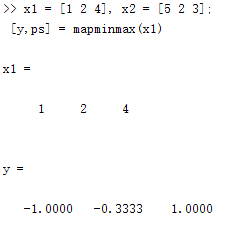 >> x1 = [1 2 4], x2 = [5 2 3];
[y,ps] = mapminmax(x1)
x1 =
1 2 4
y =
-1.0000 -0.3333 1.0000